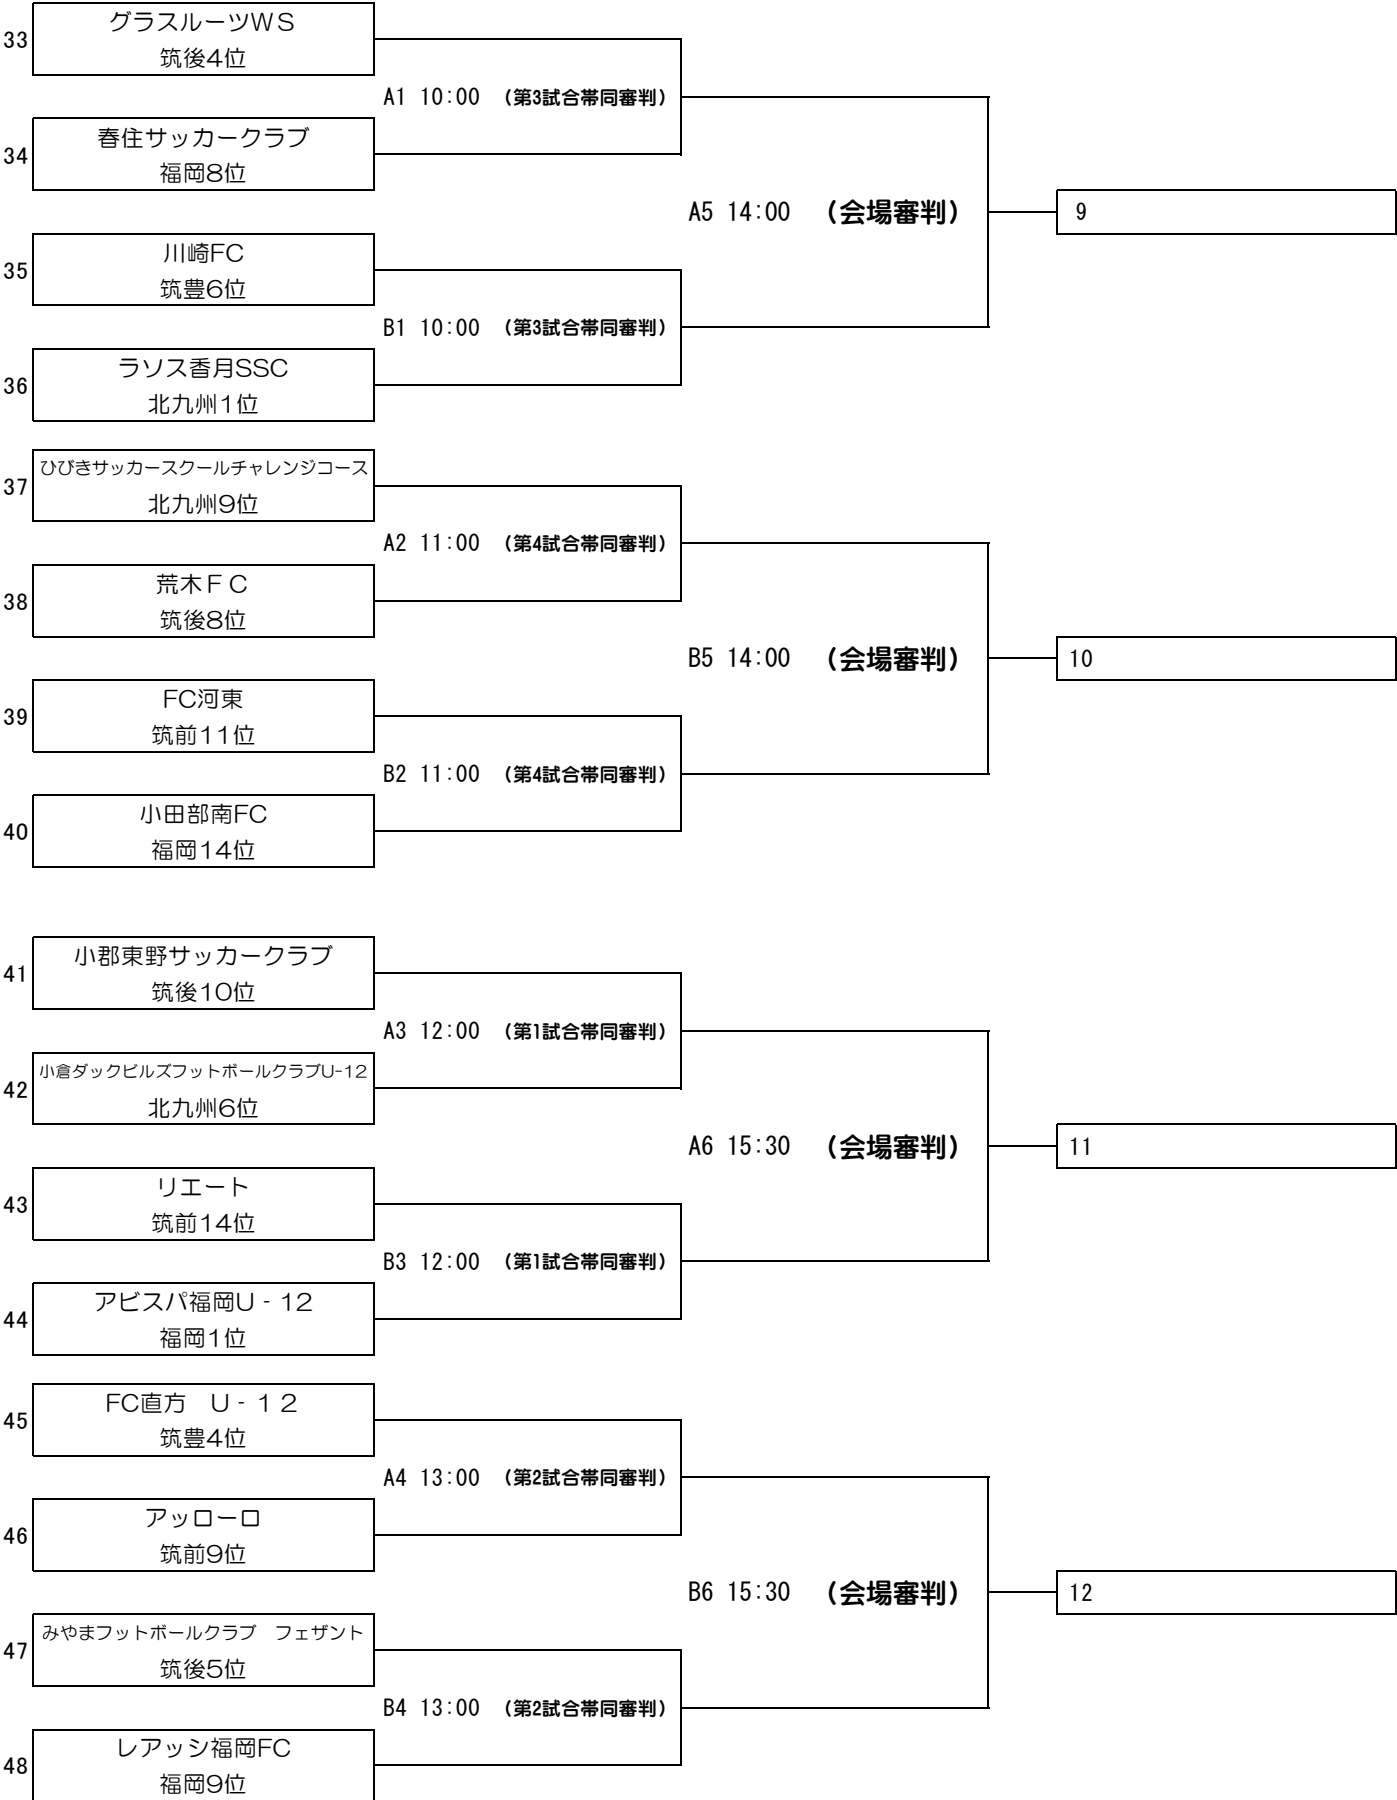 33
グラスルーツWS
筑後4位
A1 10:00 (第3試合帯同審判)
34
春住サッカークラブ
福岡8位
A5 14:00 (会場審判)
9
35
川崎FC
筑豊6位
B1 10:00 (第3試合帯同審判)
36
ラソス香月SSC
北九州1位
37
ひびきサッカースクールチャレンジコース
北九州9位
A2 11:00 (第4試合帯同審判)
38
荒木FC
筑後8位
B5 14:00 (会場審判)
10
39
FC河東
筑前11位
B2 11:00 (第4試合帯同審判)
40
小田部南FC
福岡14位
41
小郡東野サッカークラブ
筑後10位
A3 12:00 (第1試合帯同審判)
42
小倉ダックビルズフットボールクラブU-12
北九州6位
A6 15:30 (会場審判)
11
43
リエート
筑前14位
B3 12:00 (第1試合帯同審判)
44
アビスパ福岡U‐12
福岡1位
45
FC直方 U‐12
筑豊4位
A4 13:00 (第2試合帯同審判)
46
アッローロ
筑前9位
B6 15:30 (会場審判)
12
47
みやまフットボールクラブ フェザント
筑後5位
B4 13:00 (第2試合帯同審判)
48
レアッシ福岡FC
福岡9位